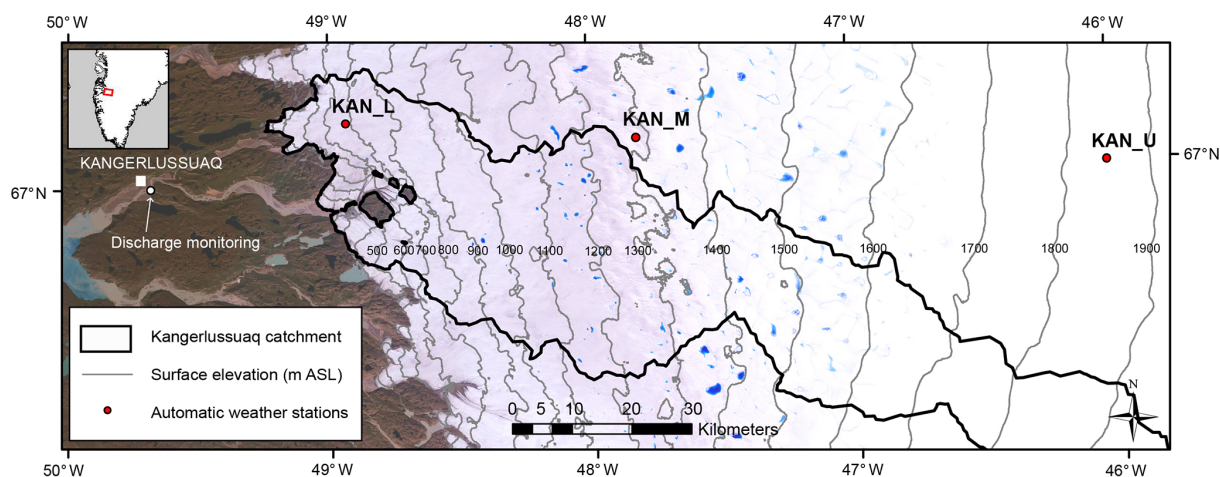 50°W 49°W 48°W 47°W 46°W
KAN_L
KAN_M
KAN_U
KANGERLUSSUAQ
67°N
67°N
Discharge monitoring
500 600 700 800 900 1000 1100 1200 1300 1400 1500 1600 1700 1800 1900
Kangerlussuaq catchment
Surface elevation (m ASL)
Automatic weather stations
N
0 5 10 20 30
Kilometers
50°W 49°W 48°W 47°W 46°W